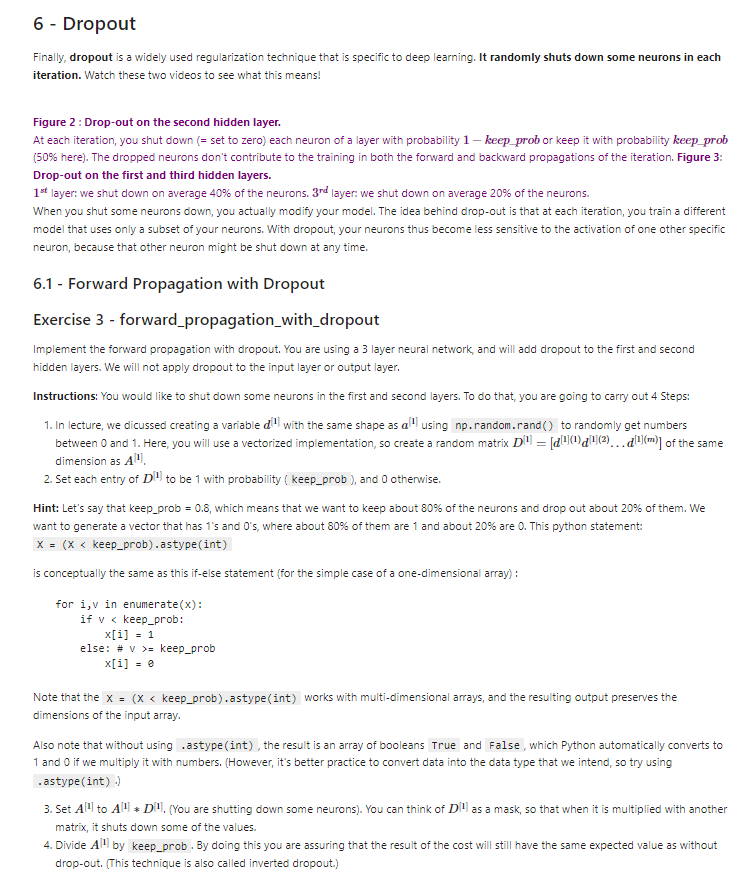 6 - Dropout
Finally, dropout is a widely used regularization technique that is specific to deep learning. It randomly shuts down some neurons in each
iteration. Watch these two videos to see what this means!
Figure 2 : Drop-out on the second hidden layer.
At each iteration, you shut down (= set to zero) each neuron of a layer with probability 1 − keep_prob or keep it with probability keep_prob
(50% here). The dropped neurons don't contribute to the training in both the forward and backward propagations of the iteration. Figure 3:
Drop-out on the first and third hidden layers.
1st layer: we shut down on average 40% of the neurons. 3rd layer: we shut down on average 20% of the neurons.
When you shut some neurons down, you actually modify your model. The idea behind drop-out is that at each iteration, you train a different
model that uses only a subset of your neurons. With dropout, your neurons thus become less sensitive to the activation of one other specific
neuron, because that other neuron might be shut down at any time.
6.1 - Forward Propagation with Dropout
Exercise 3 - forward_propagation_with_dropout
Implement the forward propagation with dropout. You are using a 3 layer neural network, and will add dropout to the first and second
hidden layers. We will not apply dropout to the input layer or output layer.
Instructions: You would like to shut down some neurons in the first and second layers. To do that, you are going to carry out 4 Steps:
1. In lecture, we dicussed creating a variable d[1] with the same shape as a[1] using np.random.rand() to randomly get numbers
between 0 and 1. Here, you will use a vectorized implementation, so create a random matrix D[1] = [d[1](1)d[1](2)...d[1](m)] of the same
dimension as A[1].
2. Set each entry of D[1] to be 1 with probability ( keep_prob ), and 0 otherwise.
Hint: Let's say that keep_prob = 0.8, which means that we want to keep about 80% of the neurons and drop out about 20% of them. We
want to generate a vector that has 1's and 0's, where about 80% of them are 1 and about 20% are 0. This python statement:
X = (X < keep_prob).astype(int)
is conceptually the same as this if-else statement (for the simple case of a one-dimensional array) :
for i,v in enumerate(x):
if v < keep_prob:
x[i] = 1
else: # v >= keep_prob
x[i] = 0
Note that the X = (X < keep_prob).astype(int) works with multi-dimensional arrays, and the resulting output preserves the
dimensions of the input array.
Also note that without using .astype(int) , the result is an array of booleans True and False , which Python automatically converts to
1 and 0 if we multiply it with numbers. (However, it's better practice to convert data into the data type that we intend, so try using
.astype(int) .)
3. Set A[1] to A[1] * D[1]. (You are shutting down some neurons). You can think of D[1] as a mask, so that when it is multiplied with another
matrix, it shuts down some of the values.
4. Divide A[1] by keep_prob . By doing this you are assuring that the result of the cost will still have the same expected value as without
drop-out. (This technique is also called inverted dropout.)